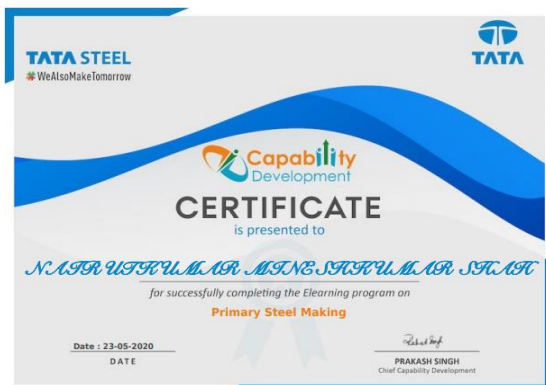 TATA STEEL
#WeAlsoMakeTomorrow
TATA
Capability
Development
CERTIFICATE
is presented to
NAIRUTKUMAR MINESHKUMAR SHAH
for successfully completing the Elearning program on
Primary Steel Making
Date : 23-05-2020
DATE
PRAKASH SINGH
Chief Capability Development